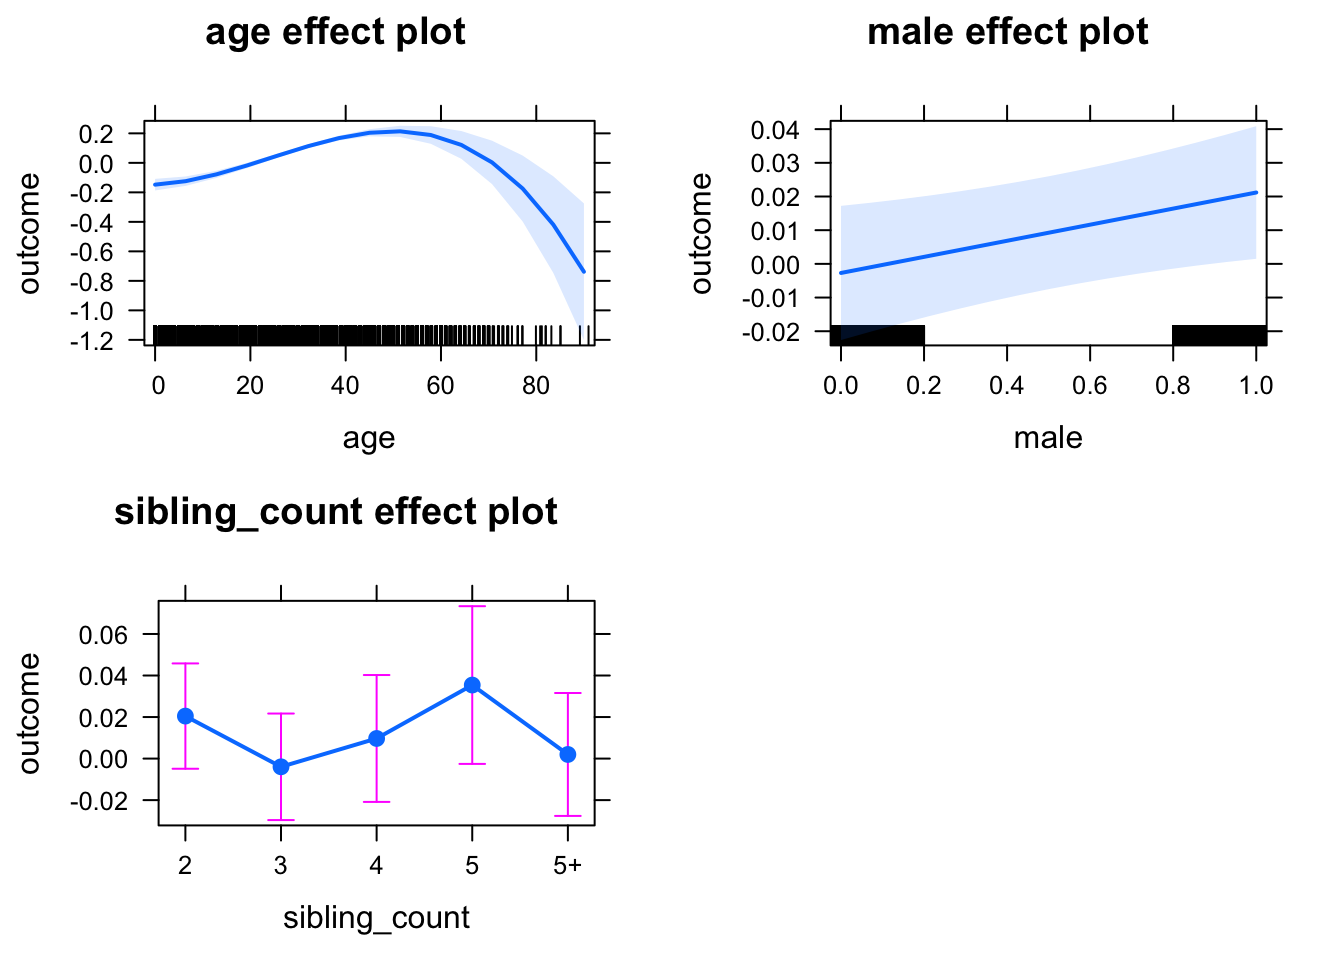 age effect plot
outcome
0.2
0.0
-0.2
-0.4
-0.6
-0.8
-1.0
-1.2
0 20 40 60 80
age
male effect plot
outcome
0.04
0.03
0.02
0.01
0.00
-0.01
-0.02
0.0 0.2 0.4 0.6 0.8 1.0
male
sibling_count effect plot
outcome
0.06
0.04
0.02
0.00
-0.02
2 3 4 5 5+
sibling_count